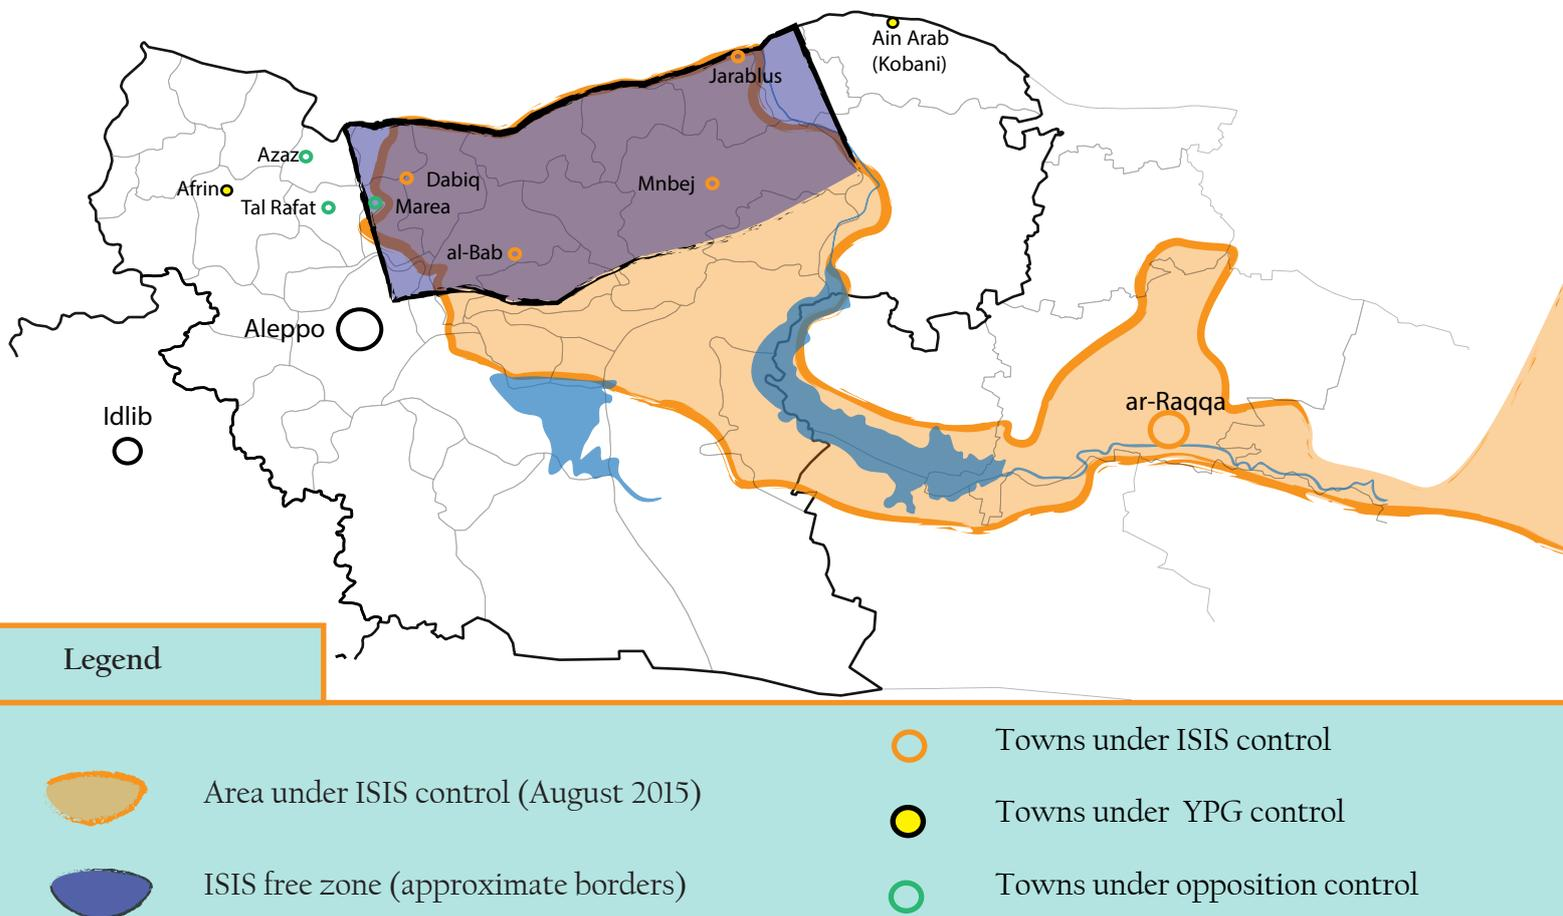 Ain Arab
(Kobani)
Jarablus
Azaz
Afrin
Dabiq
Mnbej
Tal Rafat
Marea
al-Bab
Aleppo
ar-Raqqa
Idlib
Legend
Area under ISIS control (August 2015)
ISIS free zone (approximate borders)
Towns under ISIS control
Towns under YPG control
Towns under opposition control